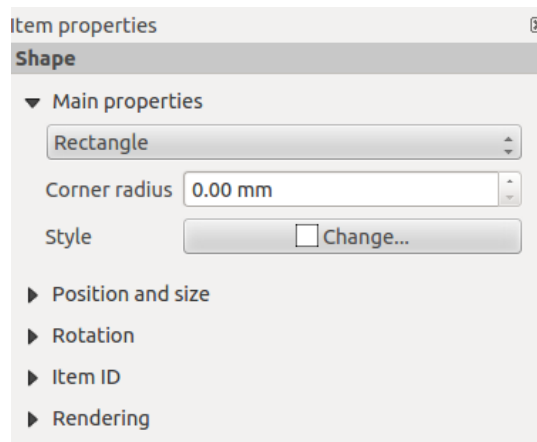 Item properties
Shape
Main properties
Rectangle
Corner radius 0.00 mm
Style Change...
Position and size
Rotation
Item ID
Rendering